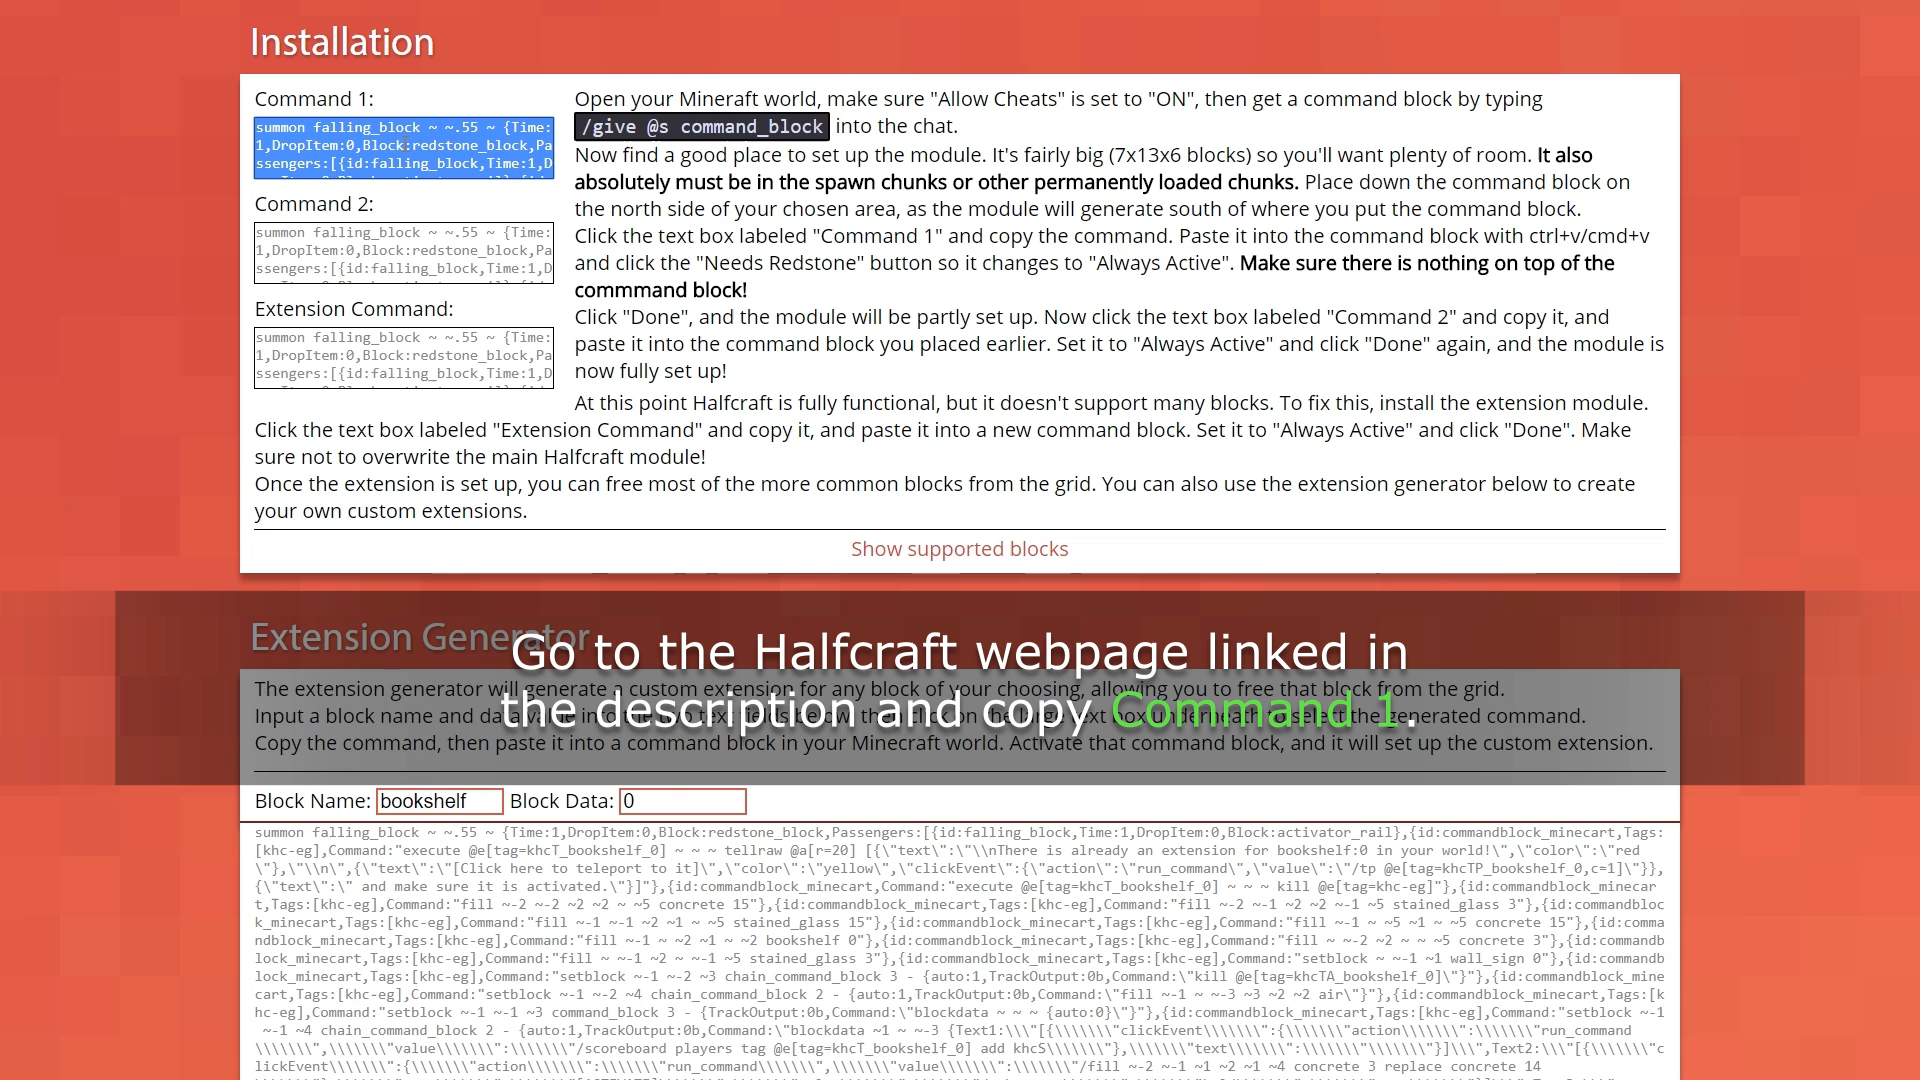 Installation
Command 1:
summon falling_block ~ ~.55 ~ {Time:
1,DropItem:0,Block:redstone_block,Pa
ssengers:[{id:falling_block,Time:1,D
Command 2:
summon falling_block ~ ~.55 ~ {Time:
1,DropItem:0,Block:redstone_block,Pa
ssengers:[{id:falling_block,Time:1,D
Extension Command:
summon falling_block ~ ~.55 ~ {Time:
1,DropItem:0,Block:redstone_block,Pa
ssengers:[{id:falling_block,Time:1,D
Open your Mineraft world, make sure "Allow Cheats" is set to "ON", then get a command block by typing
/give @s command_block into the chat.
Now find a good place to set up the module. It's fairly big (7x13x6 blocks) so you'll want plenty of room. It also
absolutely must be in the spawn chunks or other permanently loaded chunks. Place down the command block on
the north side of your chosen area, as the module will generate south of where you put the command block.
Click the text box labeled "Command 1" and copy the command. Paste it into the command block with ctrl+v/cmd+v
and click the "Needs Redstone" button so it changes to "Always Active". Make sure there is nothing on top of the
commmand block!
Click "Done", and the module will be partly set up. Now click the text box labeled "Command 2" and copy it, and
paste it into the command block you placed earlier. Set it to "Always Active" and click "Done" again, and the module is
now fully set up!
At this point Halfcraft is fully functional, but it doesn't support many blocks. To fix this, install the extension module.
Click the text box labeled "Extension Command" and copy it, and paste it into a new command block. Set it to "Always Active" and click "Done". Make
sure not to overwrite the main Halfcraft module!
Once the extension is set up, you can free most of the more common blocks from the grid. You can also use the extension generator below to create
your own custom extensions.
Show supported blocks
Extension Generator
Go to the Halfcraft webpage linked in
the description and copy Command 1.
The extension generator will generate a custom extension for any block of your choosing, allowing you to free that block from the grid.
Input a block name and data value into the two text fields below, then click on the large text box underneath to select the generated command.
Copy the command, then paste it into a command block in your Minecraft world. Activate that command block, and it will set up the custom extension.
Block Name: bookshelf Block Data: 0
summon falling_block ~ ~.55 ~ {Time:1,DropItem:0,Block:redstone_block,Passengers:[{id:falling_block,Time:1,DropItem:0,Block:activator_rail},{id:commandblock_minecart,Tags:
[khc-eg],Command:"execute @e[tag=khcT_bookshelf_0] ~ ~ ~ tellraw @a[r=20] [{\"text\":\"\\nThere is already an extension for bookshelf:0 in your world!\",\"color\":\"red
\"},\"\\n\",{\"text\":\"[Click here to teleport to it]\",\"color\":\"yellow\",\"clickEvent\":{\"action\":\"run_command\",\"value\":\"/tp @e[tag=khcTP_bookshelf_0,c=1]\"}},
{\"text\":\" and make sure it is activated.\"}]"},{id:commandblock_minecart,Command:"execute @e[tag=khcT_bookshelf_0] ~ ~ ~ kill @e[tag=khc-eg]"},{id:commandblock_minecar
t,Tags:[khc-eg],Command:"fill ~-2 ~-2 ~2 ~2 ~ ~5 concrete 15"},{id:commandblock_minecart,Tags:[khc-eg],Command:"fill ~-2 ~-1 ~2 ~2 ~-1 ~5 stained_glass 3"},{id:commandbloc
k_minecart,Tags:[khc-eg],Command:"fill ~-1 ~-1 ~2 ~1 ~ ~5 stained_glass 15"},{id:commandblock_minecart,Tags:[khc-eg],Command:"fill ~-1 ~ ~5 ~1 ~ ~5 concrete 15"},{id:comma
ndblock_minecart,Tags:[khc-eg],Command:"fill ~-1 ~ ~2 ~1 ~ ~2 bookshelf 0"},{id:commandblock_minecart,Tags:[khc-eg],Command:"fill ~ ~-2 ~2 ~ ~ ~5 concrete 3"},{id:commandb
lock_minecart,Tags:[khc-eg],Command:"fill ~ ~-1 ~2 ~ ~-1 ~5 stained_glass 3"},{id:commandblock_minecart,Tags:[khc-eg],Command:"setblock ~ ~-1 ~1 wall_sign 0"},{id:commandb
lock_minecart,Tags:[khc-eg],Command:"setblock ~-1 ~-2 ~3 chain_command_block 3 - {auto:1,TrackOutput:0b,Command:\"kill @e[tag=khcTA_bookshelf_0]\"}"},{id:commandblock_mine
cart,Tags:[khc-eg],Command:"setblock ~-1 ~-2 ~4 chain_command_block 2 - {auto:1,TrackOutput:0b,Command:\"fill ~-1 ~ ~-3 ~3 ~2 ~2 air\"}"},{id:commandblock_minecart,Tags:[k
hc-eg],Command:"setblock ~-1 ~-1 ~3 command_block 3 - {TrackOutput:0b,Command:\"blockdata ~ ~ ~ {auto:0}\"}"},{id:commandblock_minecart,Tags:[khc-eg],Command:"setblock ~-1
~-1 ~4 chain_command_block 2 - {auto:1,TrackOutput:0b,Command:\"blockdata ~1 ~ ~-3 {Text1:\\\"[{\\\\\\\"clickEvent\\\\\\\":{\\\\\\\"action\\\\\\\":\\\\\\\"run_command
\\\\\\\",\\\\\\\"value\\\\\\\":\\\\\\\"/scoreboard players tag @e[tag=khcT_bookshelf_0] add khcS\\\\\\\"},\\\\\\\"text\\\\\\\":\\\\\\\"\\\\\\\"}]\\\",Text2:\\\"[{\\\\\\\"c
lickEvent\\\\\\\":{\\\\\\\"action\\\\\\\":\\\\\\\"run_command\\\\\\\",\\\\\\\"value\\\\\\\":\\\\\\\"/fill ~-2 ~-1 ~1 ~2 ~1 ~4 concrete 3 replace concrete 14